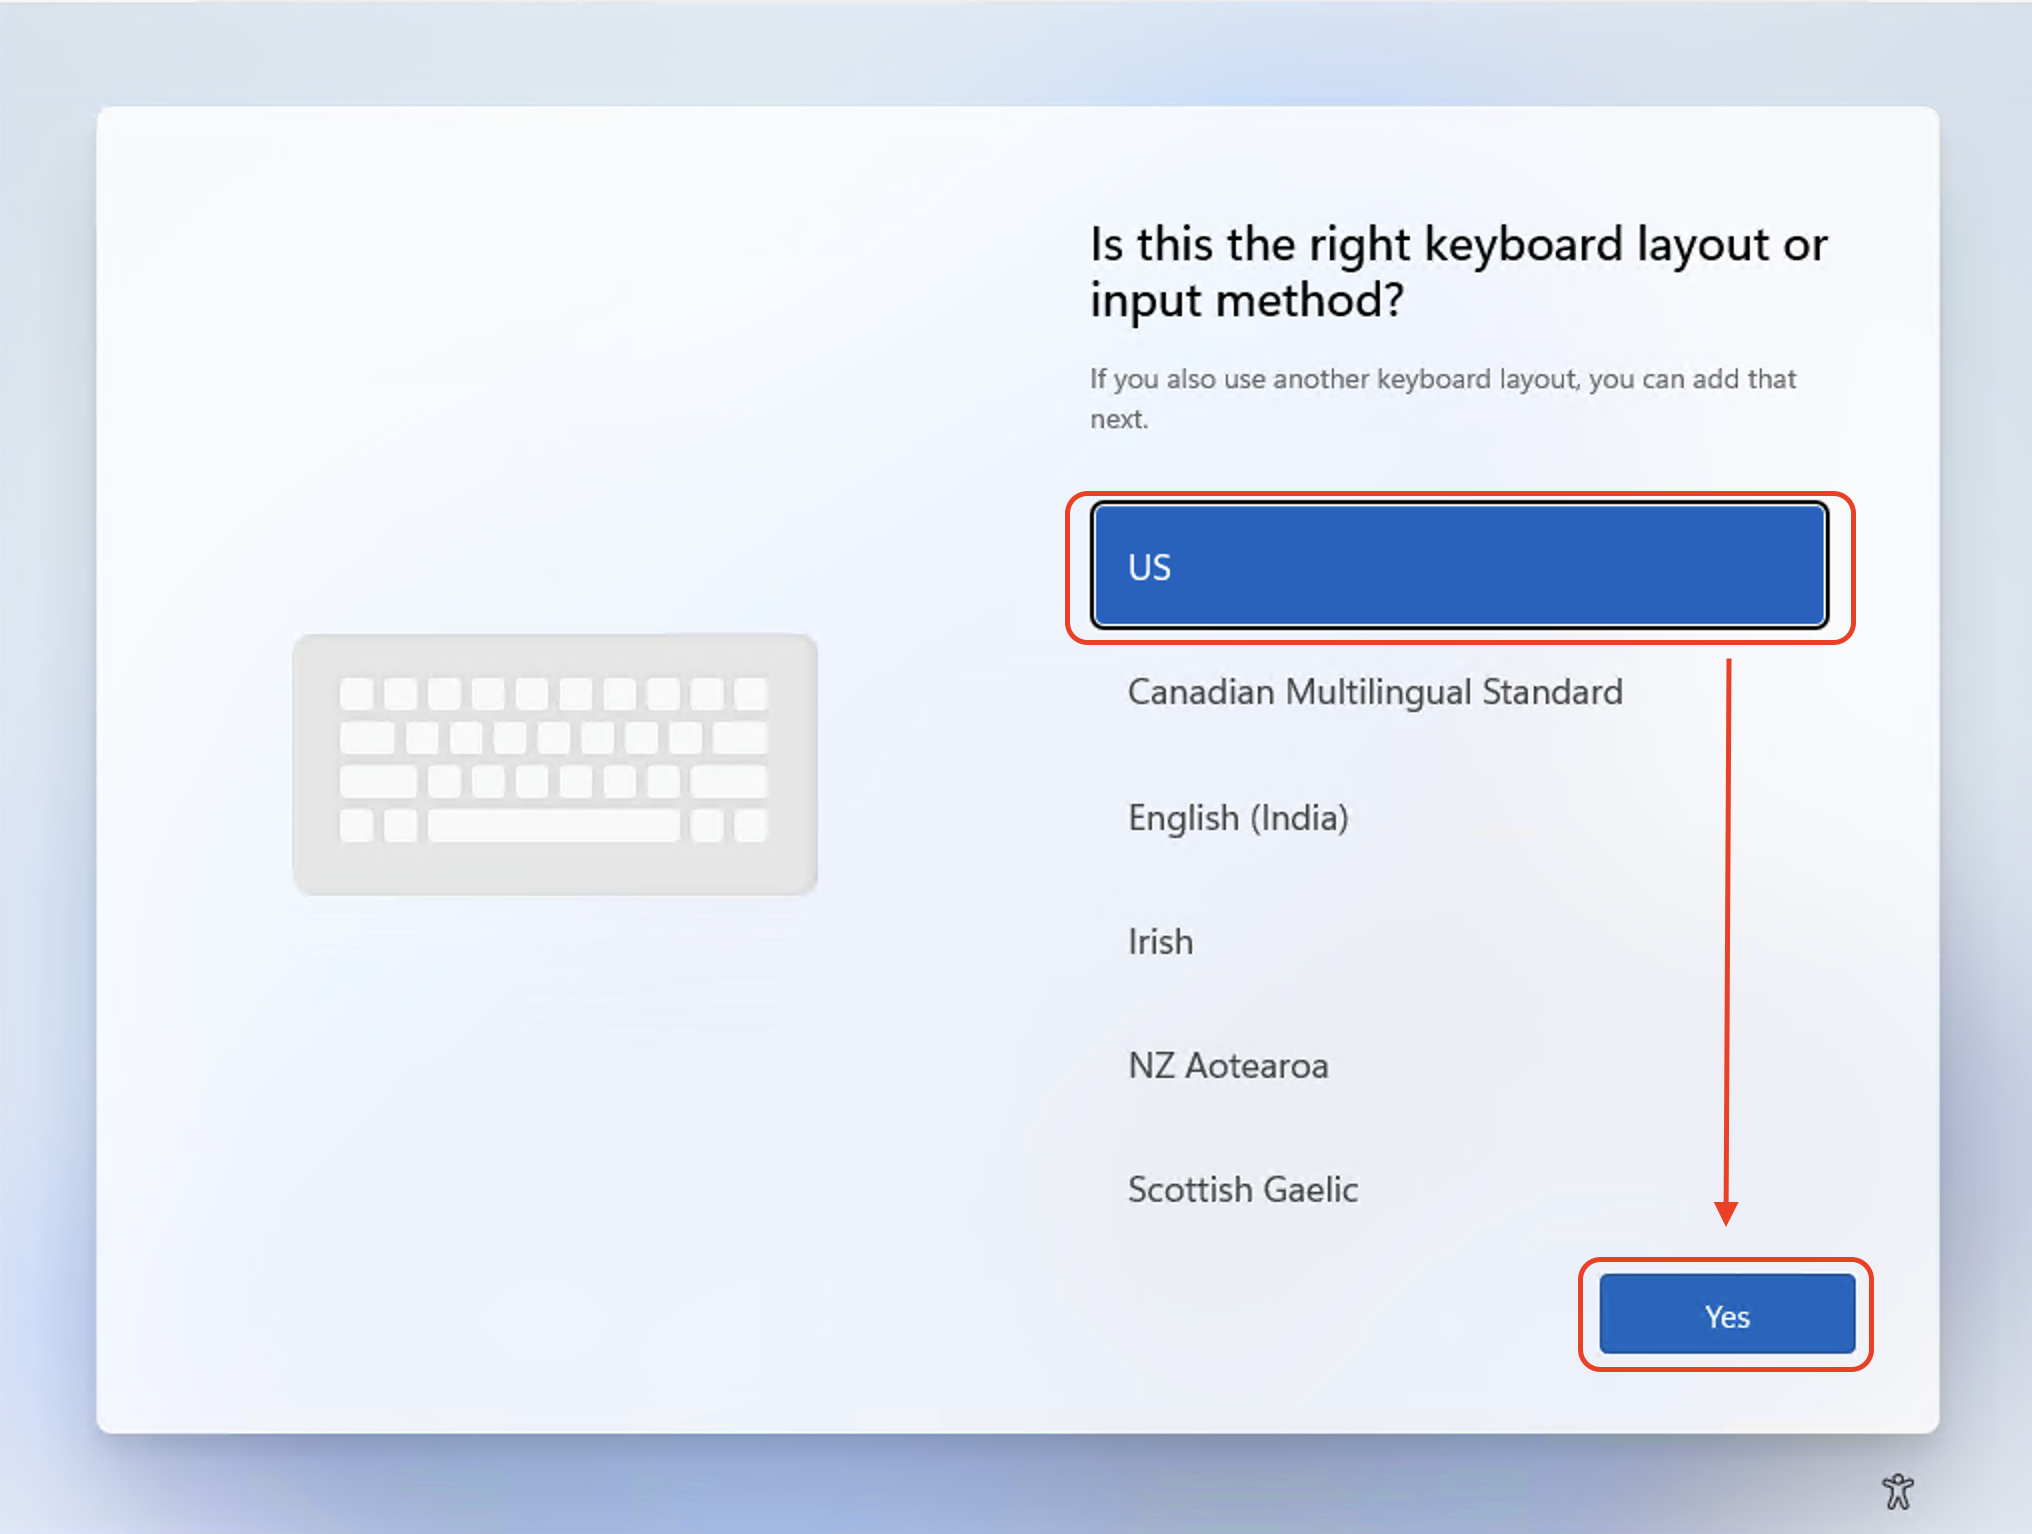 Is this the right keyboard layout or
input method?
If you also use another keyboard layout, you can add that
next.
US
Canadian Multilingual Standard
English (India)
Irish
NZ Aotearoa
Scottish Gaelic
Yes